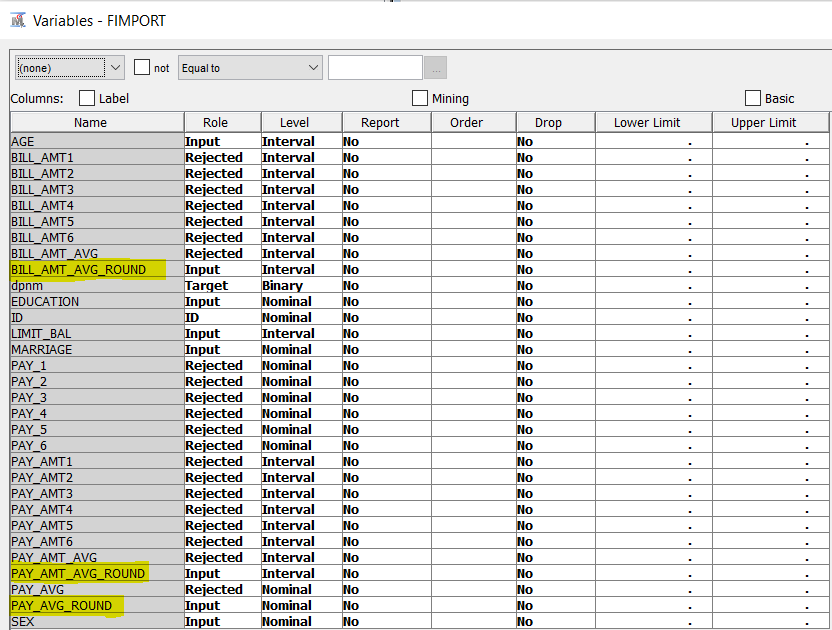 Variables - FIMPORT
(none) not Equal to ...
Columns: Label Mining Basic
Name Role Level Report Order Drop Lower Limit Upper Limit
AGE Input Interval No No . .
BILL_AMT1 Rejected Interval No No . .
BILL_AMT2 Rejected Interval No No . .
BILL_AMT3 Rejected Interval No No . .
BILL_AMT4 Rejected Interval No No . .
BILL_AMT5 Rejected Interval No No . .
BILL_AMT6 Rejected Interval No No . .
BILL_AMT_AVG Rejected Interval No No . .
BILL_AMT_AVG_ROUND Input Interval No No . .
dpnm Target Binary No No . .
EDUCATION Input Nominal No No . .
ID ID Nominal No No . .
LIMIT_BAL Input Interval No No . .
MARRIAGE Input Nominal No No . .
PAY_1 Rejected Nominal No No . .
PAY_2 Rejected Nominal No No . .
PAY_3 Rejected Nominal No No . .
PAY_4 Rejected Nominal No No . .
PAY_5 Rejected Nominal No No . .
PAY_6 Rejected Nominal No No . .
PAY_AMT1 Rejected Interval No No . .
PAY_AMT2 Rejected Interval No No . .
PAY_AMT3 Rejected Interval No No . .
PAY_AMT4 Rejected Interval No No . .
PAY_AMT5 Rejected Interval No No . .
PAY_AMT6 Rejected Interval No No . .
PAY_AMT_AVG Rejected Interval No No . .
PAY_AMT_AVG_ROUND Input Interval No No . .
PAY_AVG Rejected Nominal No No . .
PAY_AVG_ROUND Input Nominal No No . .
SEX Input Nominal No No . .